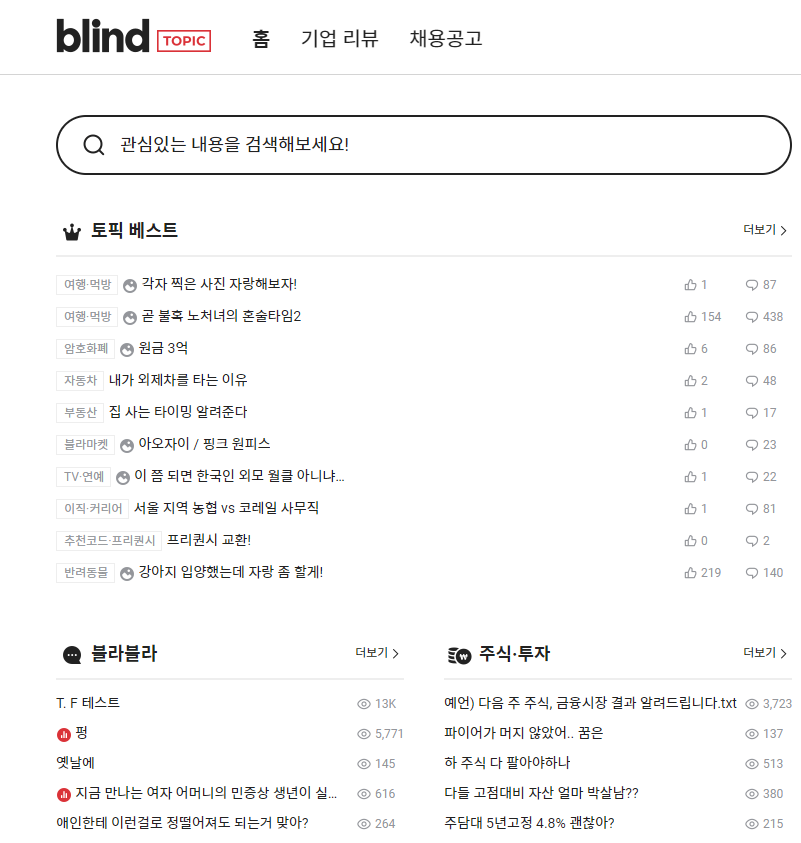 blind TOPIC 홈 기업 리뷰 채용공고
관심있는 내용을 검색해보세요!
토픽 베스트 더보기
여행·먹방 각자 찍은 사진 자랑해보자! 1 87
여행·먹방 곧 불혹 노처녀의 혼술타임2 154 438
암호화폐 원금 3억 6 86
자동차 내가 외제차를 타는 이유 2 48
부동산 집 사는 타이밍 알려준다 1 17
블라마켓 아오자이 / 핑크 원피스 0 23
TV·연예 이 쯤 되면 한국인 외모 월클 아니냐... 1 22
이직·커리어 서울 지역 농협 vs 코레일 사무직 1 81
추천코드·프리퀀시 프리퀀시 교환! 0 2
반려동물 강아지 입양했는데 자랑 좀 할게! 219 140
블라블라 더보기
T. F 테스트 13K
펑 5,771
옛날에 145
지금 만나는 여자 어머니의 민증상 생년이 실... 616
애인한테 이런걸로 정떨어져도 되는거 맞아? 264
주식·투자 더보기
예언) 다음 주 주식, 금융시장 결과 알려드립니다.txt 3,723
파이어가 머지 않았어.. 꿈은 137
하 주식 다 팔아야하나 513
다들 고점대비 자산 얼마 박살남?? 380
주담대 5년고정 4.8% 괜찮아? 215